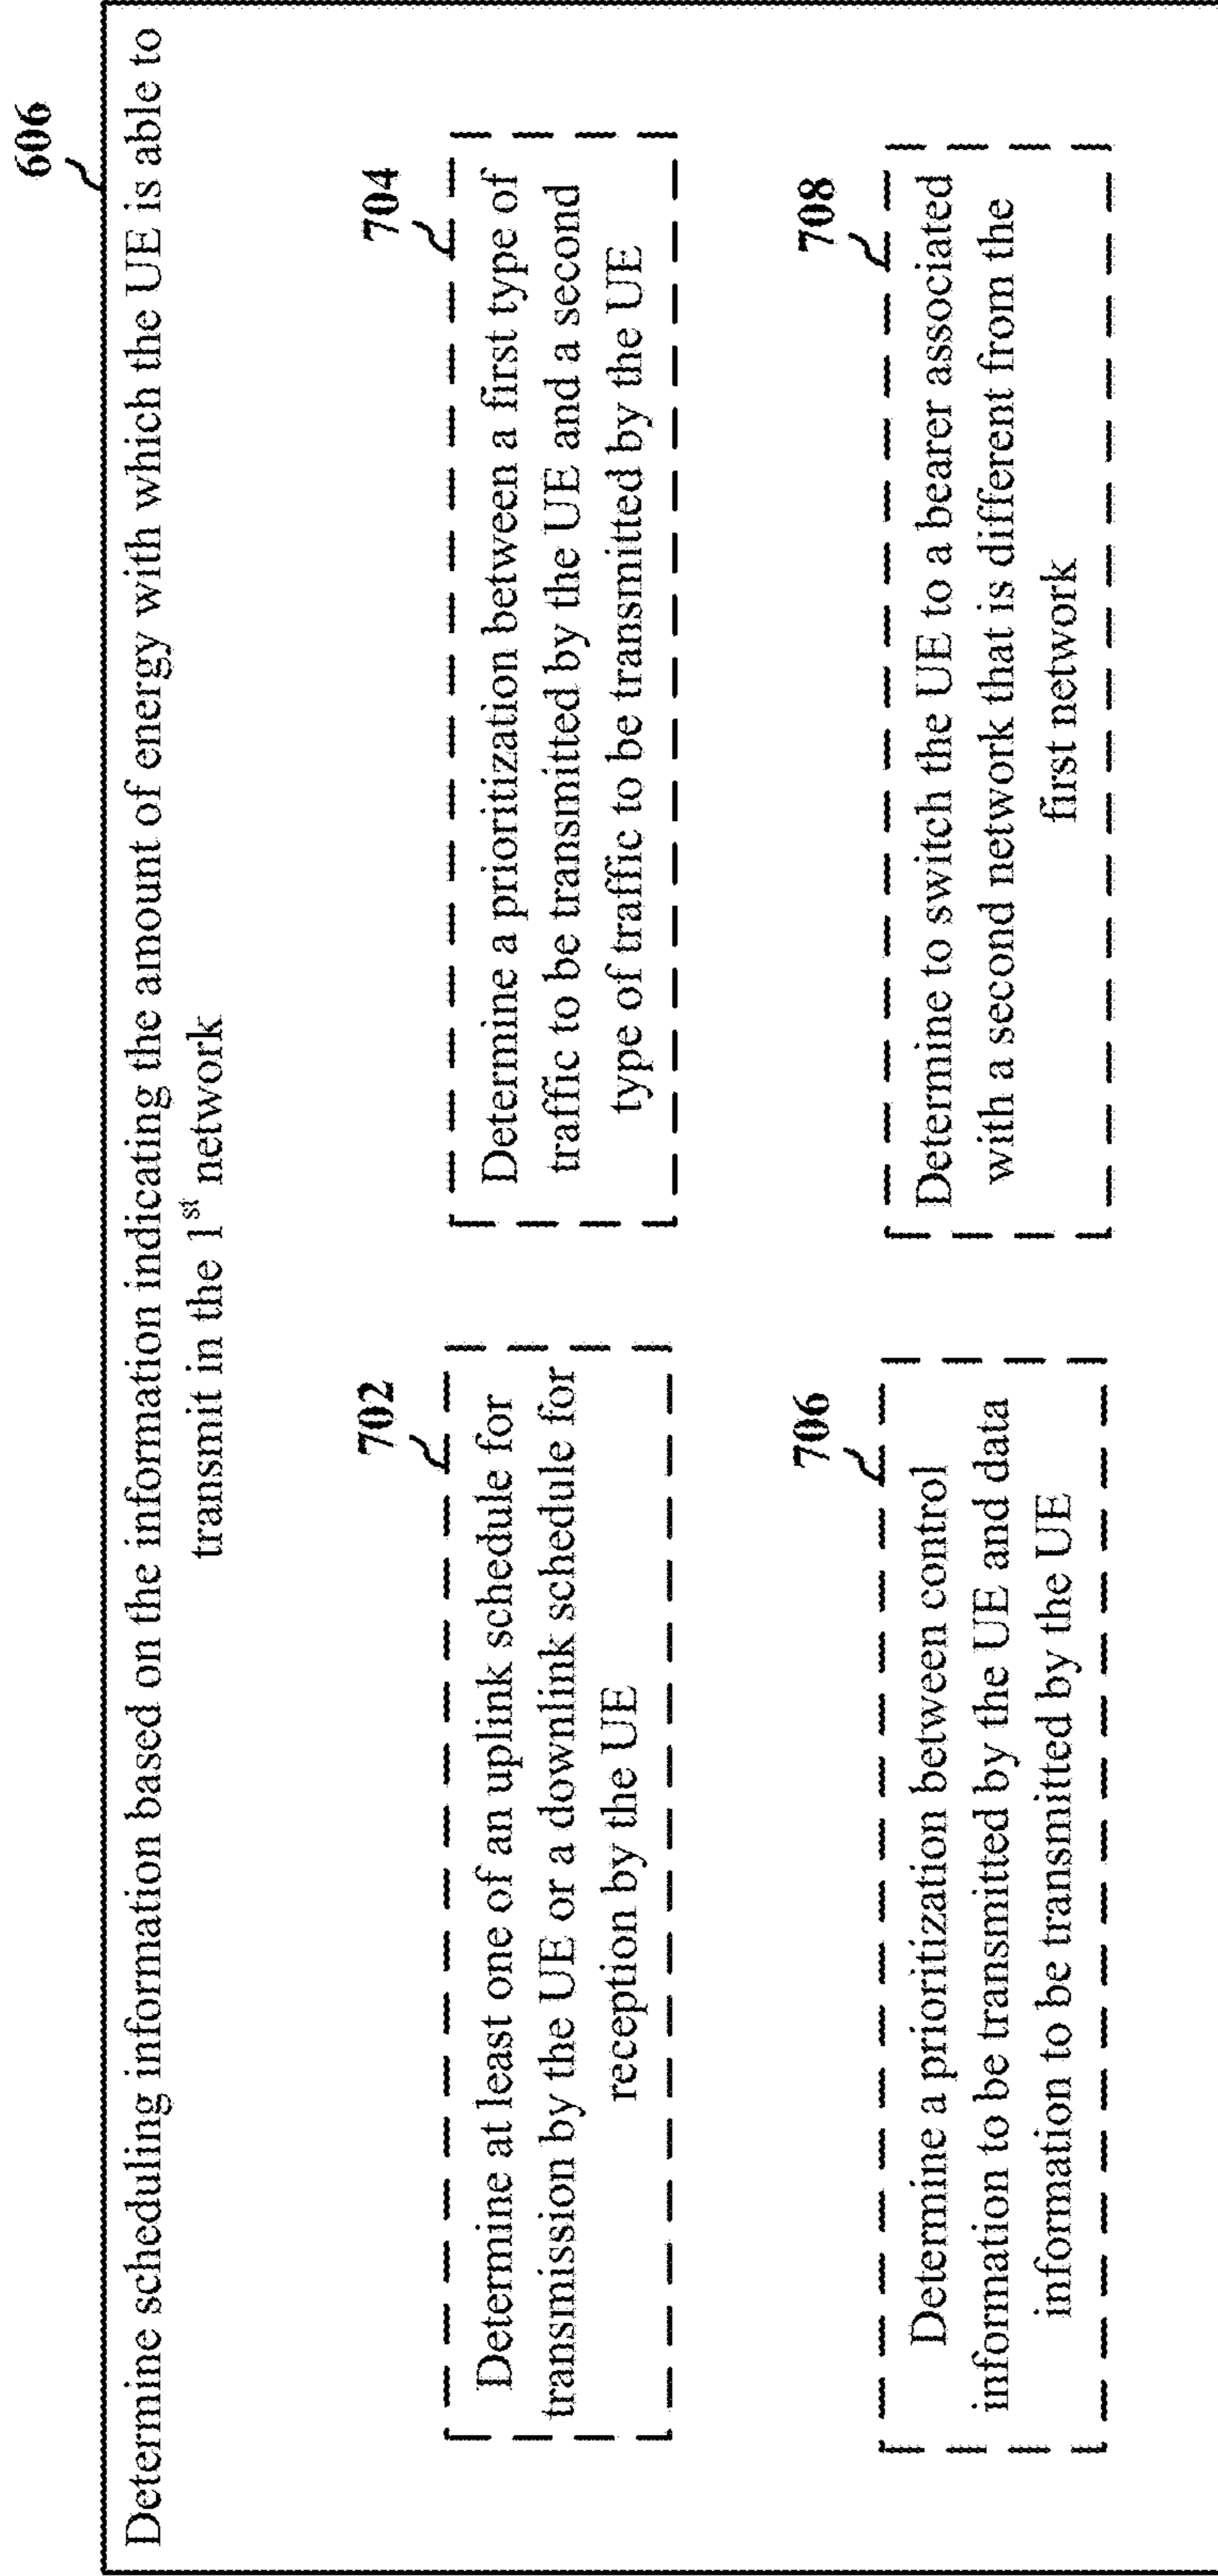 606
Determine scheduling information based on the information indicating the amount of energy with which the UE is able to
transmit in the 1st network
702
Determine at least one of an uplink schedule for
transmission by the UE or a downlink schedule for
reception by the UE
704
Determine a prioritization between a first type of
traffic to be transmitted by the UE and a second
type of traffic to be transmitted by the UE
706
Determine a prioritization between control
information to be transmitted by the UE and data
information to be transmitted by the UE
708
Determine to switch the UE to a bearer associated
with a second network that is different from the
first network